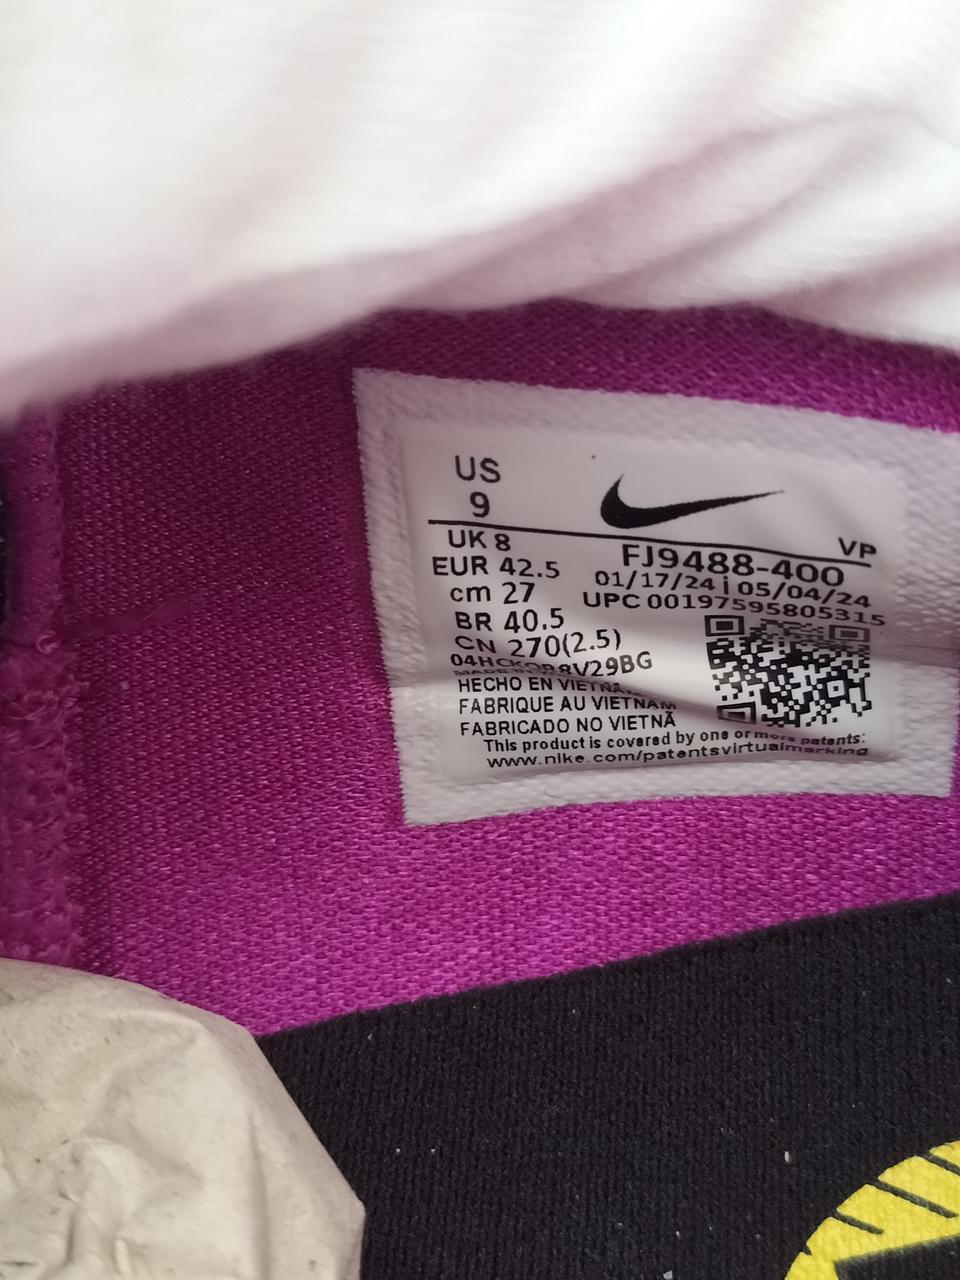 US
9
VP
UK 8
FJ9488-400
EUR 42.5
01/17/24 | 05/04/24
cm 27
UPC 00197595805315
BR 40.5
CN 270(2.5)
HECHO EN VIETNAM
FABRIQUE AU VIETNAM
FABRICADO NO VIETNÃ
This product is covered by one or more patents:
www.nike.com/patentsvirtualmarking